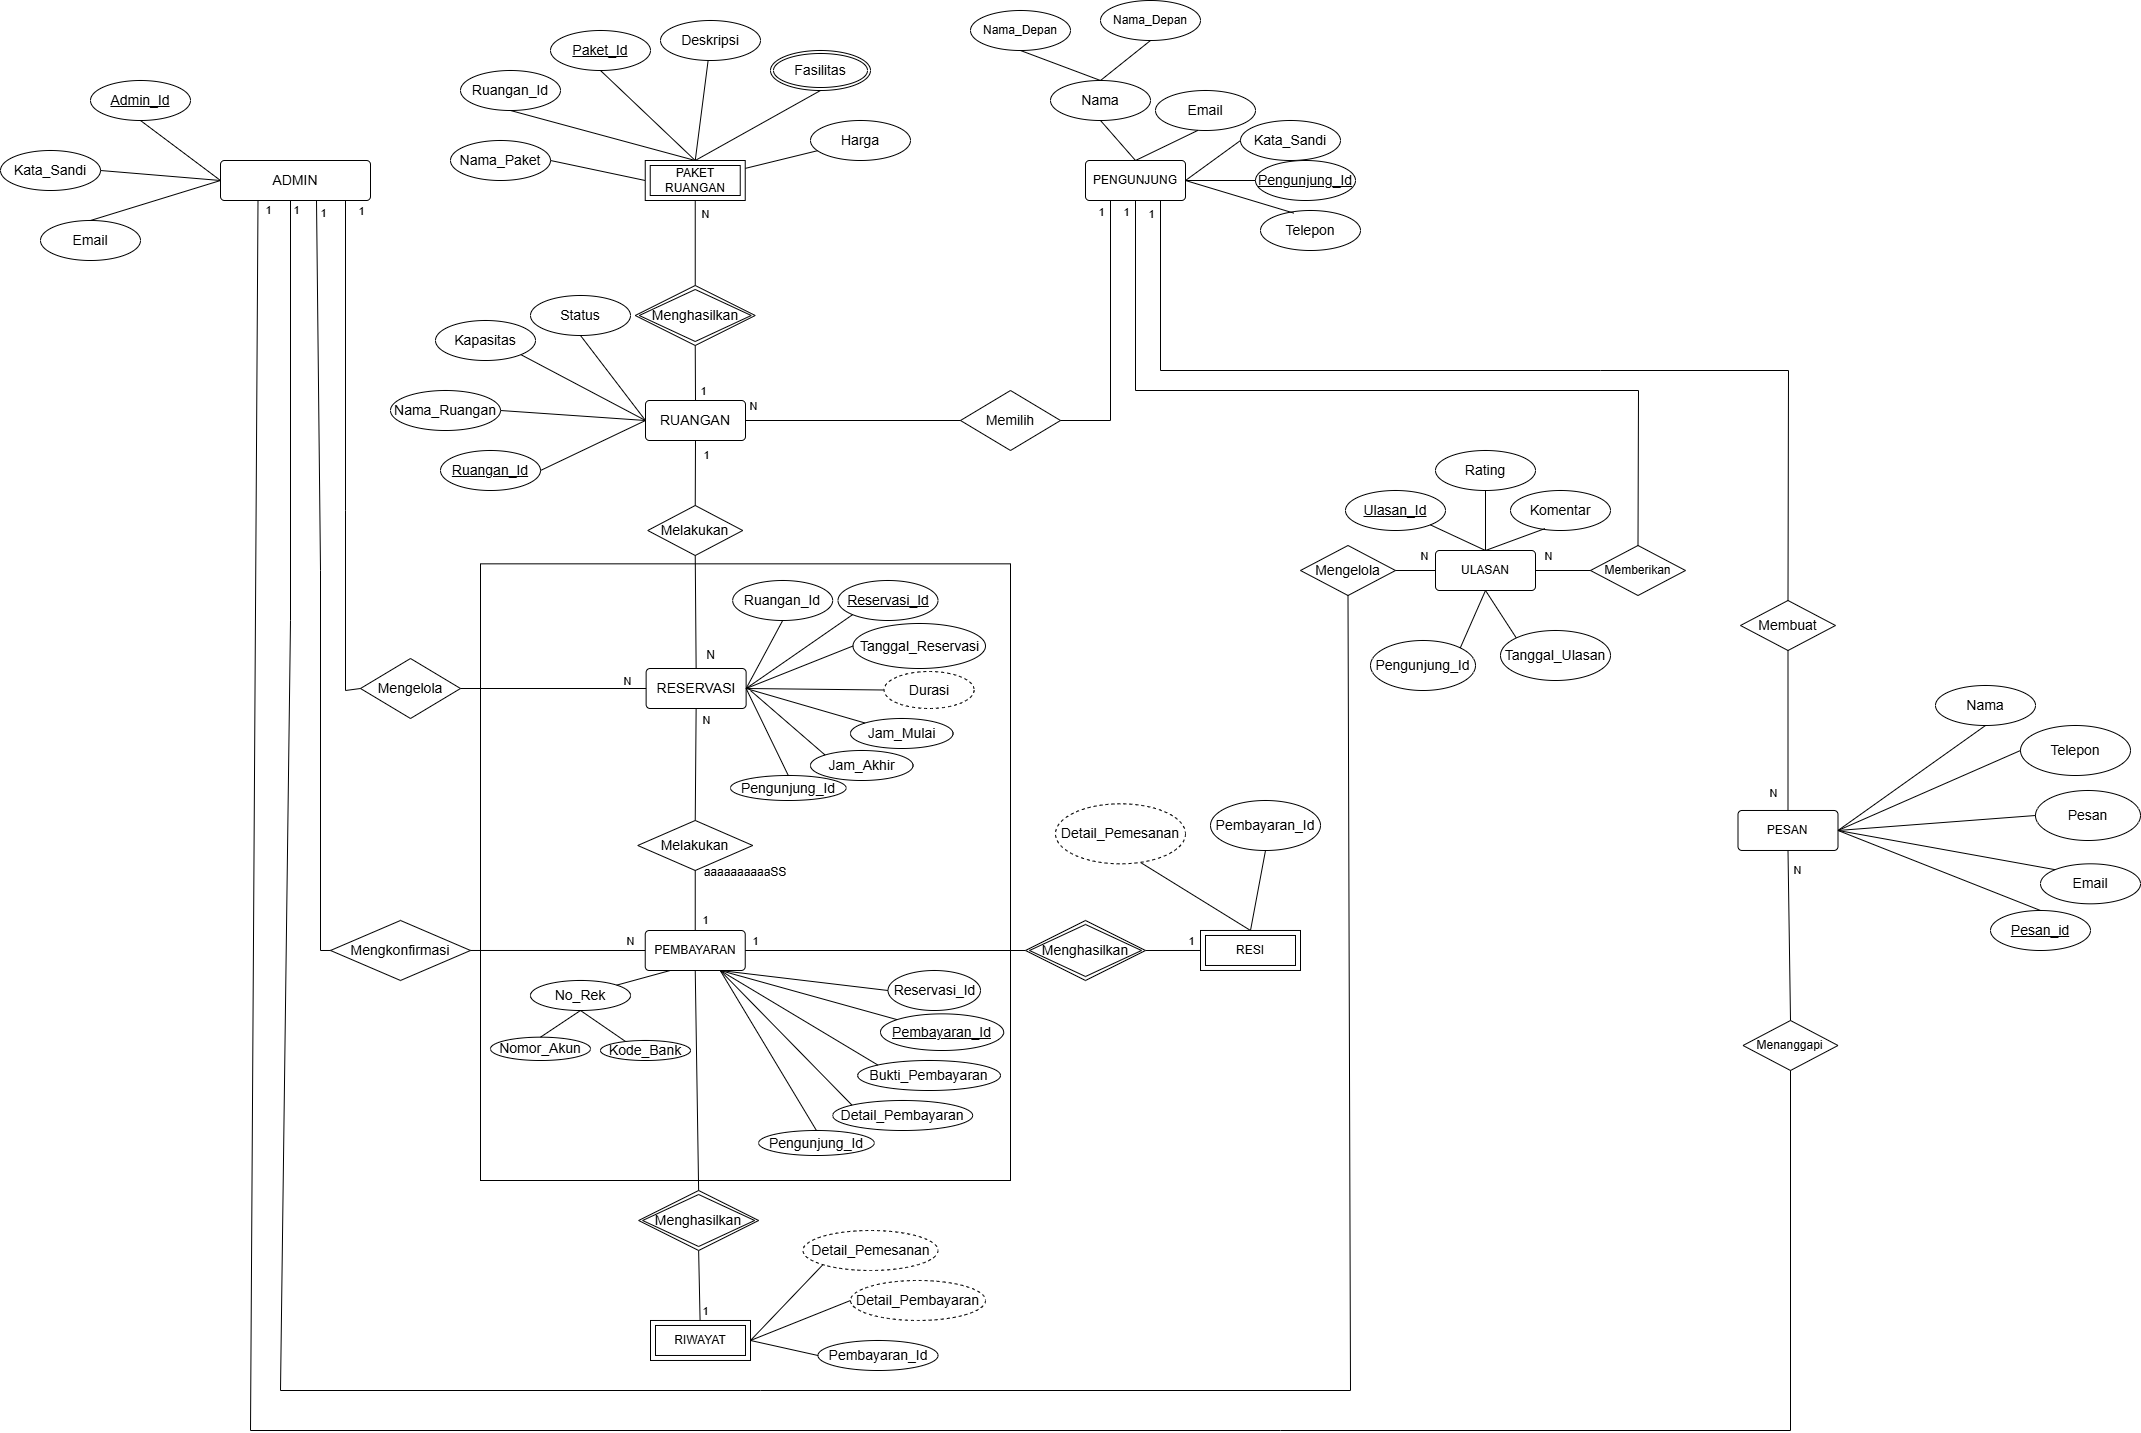 Nama_Depan
Nama_Depan
Paket_Id
Deskripsi
Fasilitas
Ruangan_Id
Admin_Id
Nama
Email
Harga
Kata_Sandi
Nama_Paket
Kata_Sandi
ADMIN
PAKET
RUANGAN
PENGUNJUNG
Pengunjung_Id
Telepon
Email
1
1
1
1
N
1
1
1
Status
Menghasilkan
Kapasitas
1
Nama_Ruangan
RUANGAN
N
Memilih
1
Ruangan_Id
Rating
Ulasan_Id
Komentar
Melakukan
Mengelola
N
ULASAN
N
Memberikan
Ruangan_Id
Reservasi_Id
Membuat
Tanggal_Reservasi
N
Pengunjung_Id
Tanggal_Ulasan
Mengelola
N
RESERVASI
Durasi
N
Jam_Mulai
Jam_Akhir
Pengunjung_Id
Nama
Telepon
N
Pesan
PESAN
N
Email
Pesan_id
Detail_Pemesanan
Pembayaran_Id
Melakukan
aaaaaaaaaaSS
1
Mengkonfirmasi
N
PEMBAYARAN
1
Menghasilkan
1
RESI
No_Rek
Reservasi_Id
Nomor_Akun
Kode_Bank
Pembayaran_Id
Menanggapi
Bukti_Pembayaran
Detail_Pembayaran
Pengunjung_Id
Menghasilkan
Detail_Pemesanan
Detail_Pembayaran
1
RIWAYAT
Pembayaran_Id